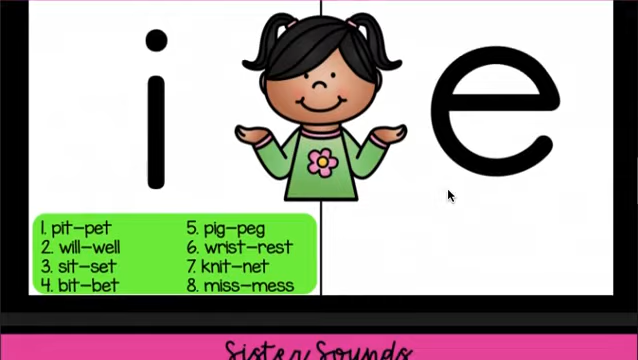 i e
1. pit–pet
2. will–well
3. sit–set
4. bit–bet
5. pig–peg
6. wrist–rest
7. knit–net
8. miss–mess
Sister Sounds